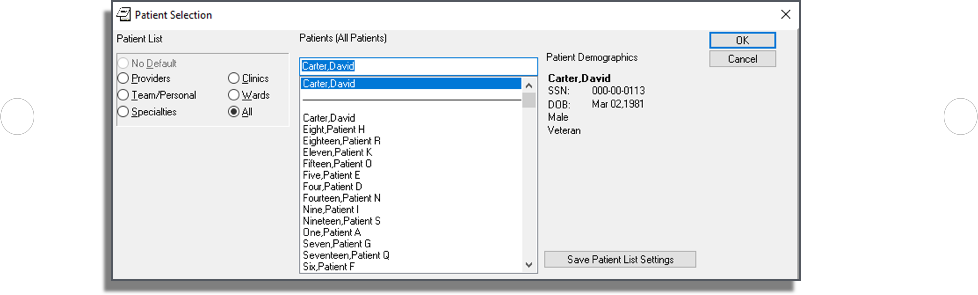 Patient Selection
Patient List
No Default
Providers
Clinics
Team/Personal
Wards
Specialties
All
Patients (All Patients)
Carter,David
Carter,David
Carter,David
Eight,Patient H
Eighteen,Patient R
Eleven,Patient K
Fifteen,Patient O
Five,Patient E
Four,Patient D
Fourteen,Patient N
Nine,Patient I
Nineteen,Patient S
One,Patient A
Seven,Patient G
Seventeen,Patient Q
Six,Patient F
OK
Cancel
Patient Demographics
Carter,David
SSN: 000-00-0113
DOB: Mar 02,1981
Male
Veteran
Save Patient List Settings